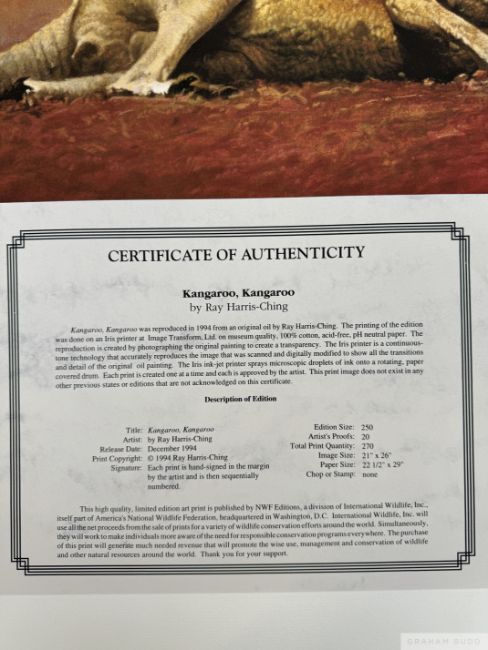 CERTIFICATE OF AUTHENTICITY
Kangaroo, Kangaroo
by Ray Harris-Ching
Kangaroo, Kangaroo was reproduced in 1994 from an original oil by Ray Harris-Ching. The printing of the edition
was done on an Iris printer at Image Transform, Ltd. on museum quality, 100% cotton, acid-free, pH neutral paper. The
reproduction is created by photographing the original painting to create a transparency. The Iris printer is a continuous-
tone technology that accurately reproduces the image that was scanned and digitally modified to show all the transitions
and detail of the original oil painting. The Iris ink-jet printer sprays microscopic droplets of ink onto a rotating, paper
covered drum. Each print is created one at a time and each is approved by the artist. This print image does not exist in any
other previous states or editions that are not acknowledged on this certificate.
Description of Edition
Title: Kangaroo, Kangaroo
Artist: by Ray Harris-Ching
Release Date: December 1994
Print Copyright: © 1994 Ray Harris-Ching
Signature: Each print is hand-signed in the margin
by the artist and is then sequentially
numbered.
Edition Size: 250
Artist's Proofs: 20
Total Print Quantity: 270
Image Size: 21" x 26"
Paper Size: 22 1/2" x 29"
Chop or Stamp: none
This high quality, limited edition art print is published by NWF Editions, a division of International Wildlife, Inc.,
itself part of America's National Wildlife Federation, headquartered in Washington, D.C. International Wildlife, Inc. will
use all the net proceeds from the sale of prints for a variety of wildlife conservation efforts around the world. Simultaneously,
they will work to make individuals more aware of the need for responsible conservation programs everywhere. The purchase
of this print will generate much needed revenue that will promote the wise use, management and conservation of wildlife
and other natural resources around the world. Thank you for your support.
GRAHAM BUDD